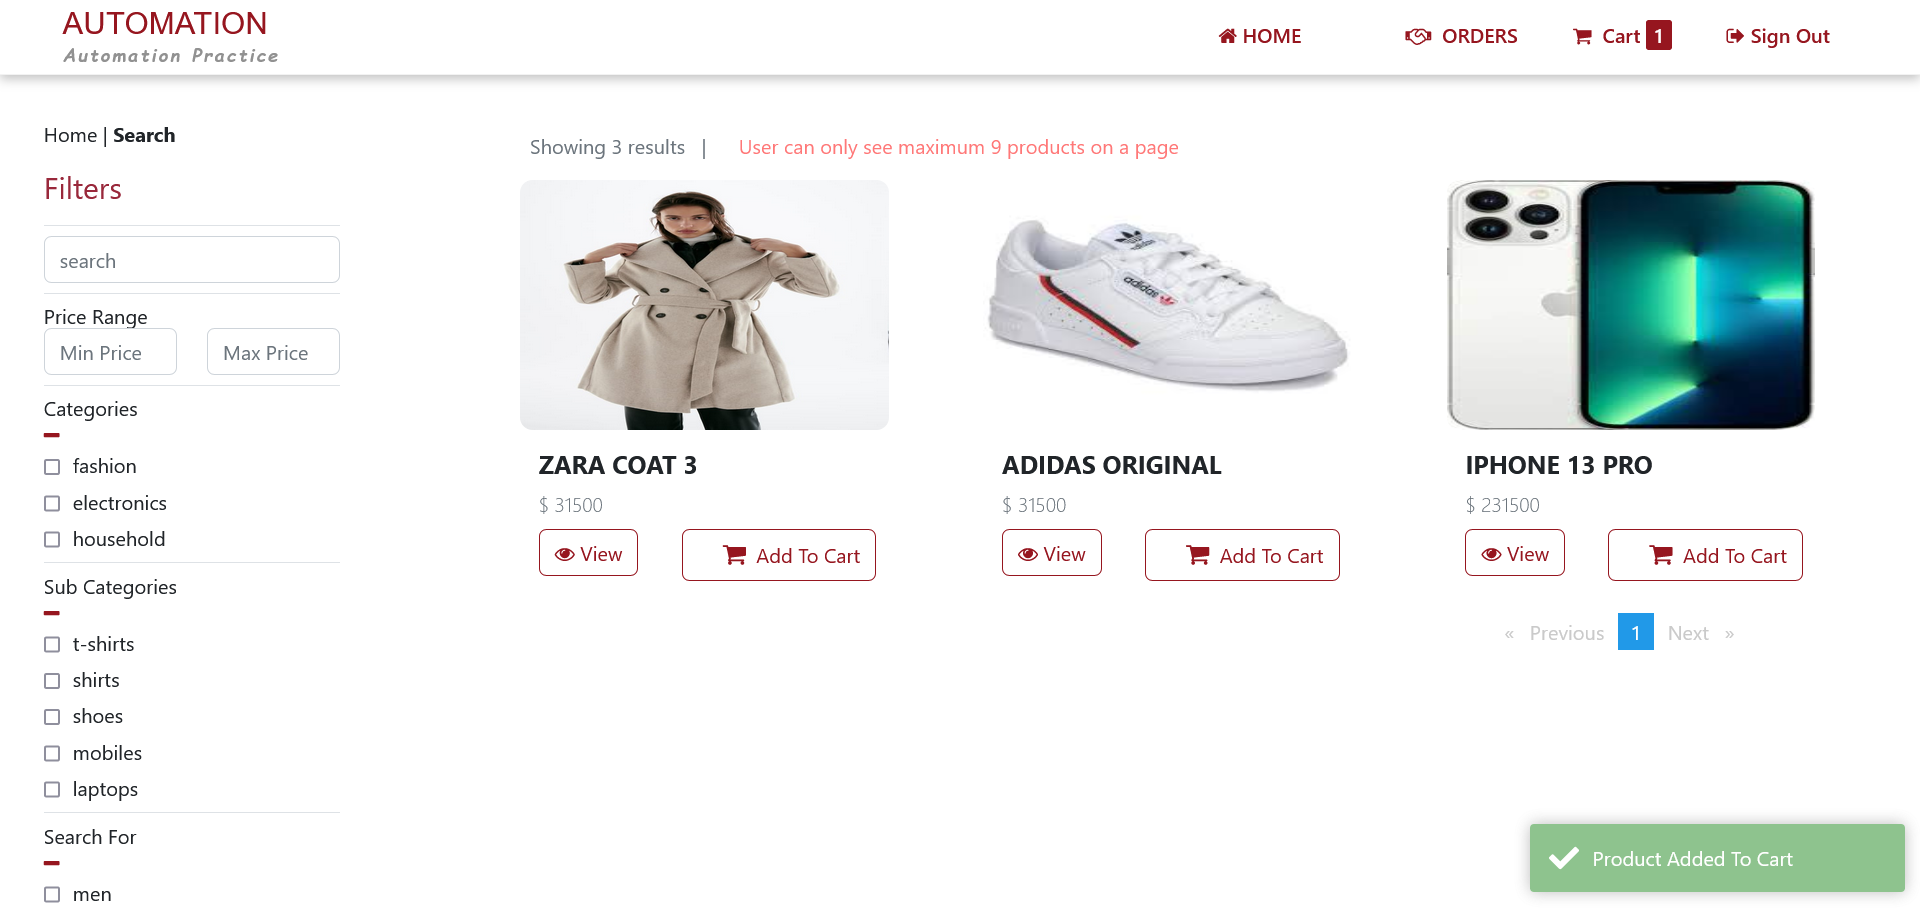 AUTOMATION
Automation Practice
HOME
ORDERS
Cart 1
Sign Out
Home | Search
Filters
search
Price Range
Min Price
Max Price
Categories
fashion
electronics
household
Sub Categories
t-shirts
shirts
shoes
mobiles
laptops
Search For
men
Showing 3 results |
User can only see maximum 9 products on a page
adidas
adidas
ZARA COAT 3
$ 31500
View
Add To Cart
ADIDAS ORIGINAL
$ 31500
View
Add To Cart
IPHONE 13 PRO
$ 231500
View
Add To Cart
« Previous 1 Next »
Product Added To Cart